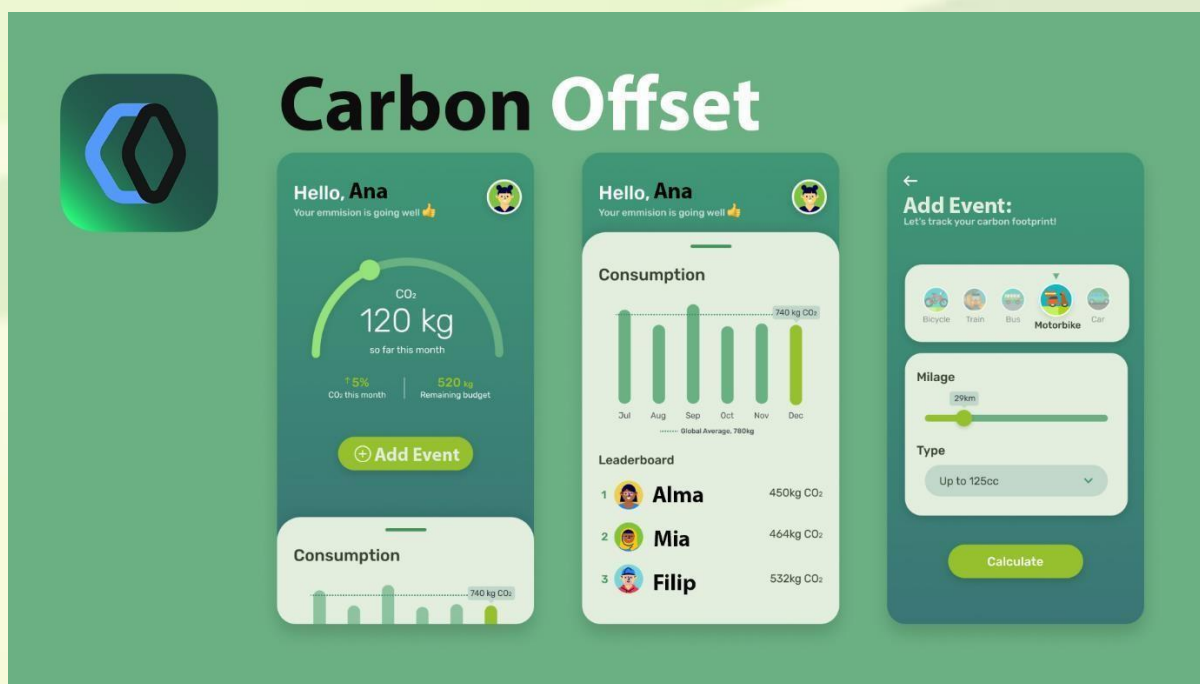 Carbon Offset
Hello, Ana
Your emmision is going well
CO₂
120 kg
so far this month
↑5%
CO₂ this month
520 kg
Remaining budget
Add Event
Consumption
740 kg CO₂
Hello, Ana
Your emmision is going well
Consumption
740 kg CO₂
Jul Aug Sep Oct Nov Dec
Global Average, 780kg
Leaderboard
1 Alma 450kg CO₂
2 Mia 464kg CO₂
3 Filip 532kg CO₂
←
Add Event:
Let's track your carbon footprint!
Bicycle Train Bus Motorbike Car
Milage
29km
Type
Up to 125cc
Calculate